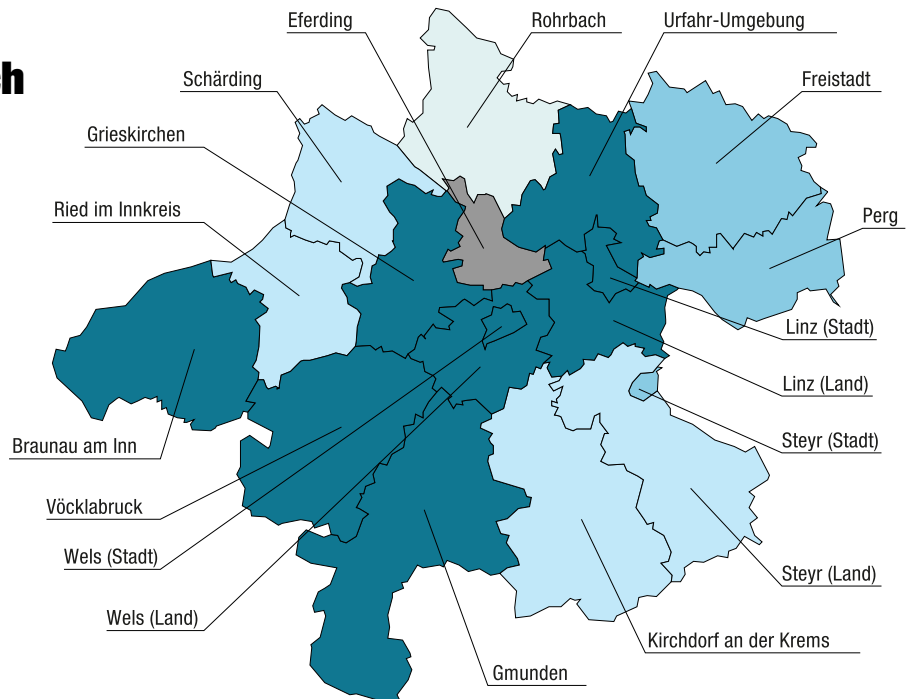 Eferding
Rohrbach
Urfahr-Umgebung
ch
Schärding
Freistadt
Grieskirchen
Ried im Innkreis
Perg
Linz (Stadt)
Linz (Land)
Braunau am Inn
Steyr (Stadt)
Vöcklabruck
Wels (Stadt)
Steyr (Land)
Wels (Land)
Kirchdorf an der Krems
Gmunden